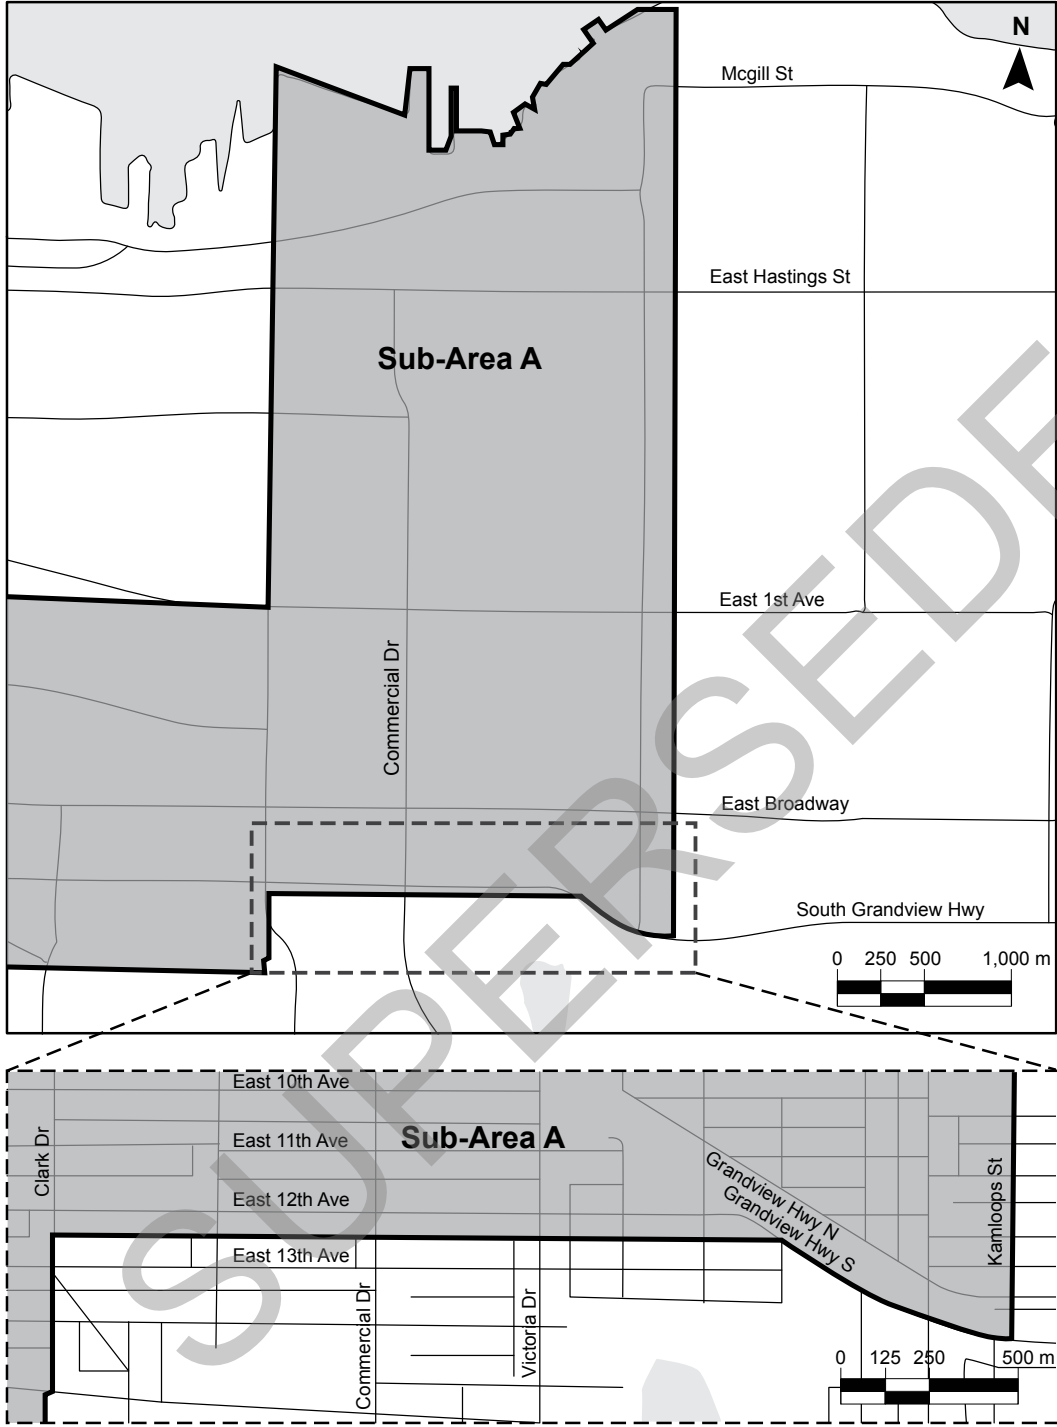 N
Mcgill St
East Hastings St
Sub-Area A
East 1st Ave
Commercial Dr
East Broadway
South Grandview Hwy
0 250 500 1,000 m
East 10th Ave
East 11th Ave
Sub-Area A
Clark Dr
East 12th Ave
Grandview Hwy N
Grandview Hwy S
Kamloops St
East 13th Ave
Commercial Dr
Victoria Dr
0 125 250 500 m
SUPERSEDE